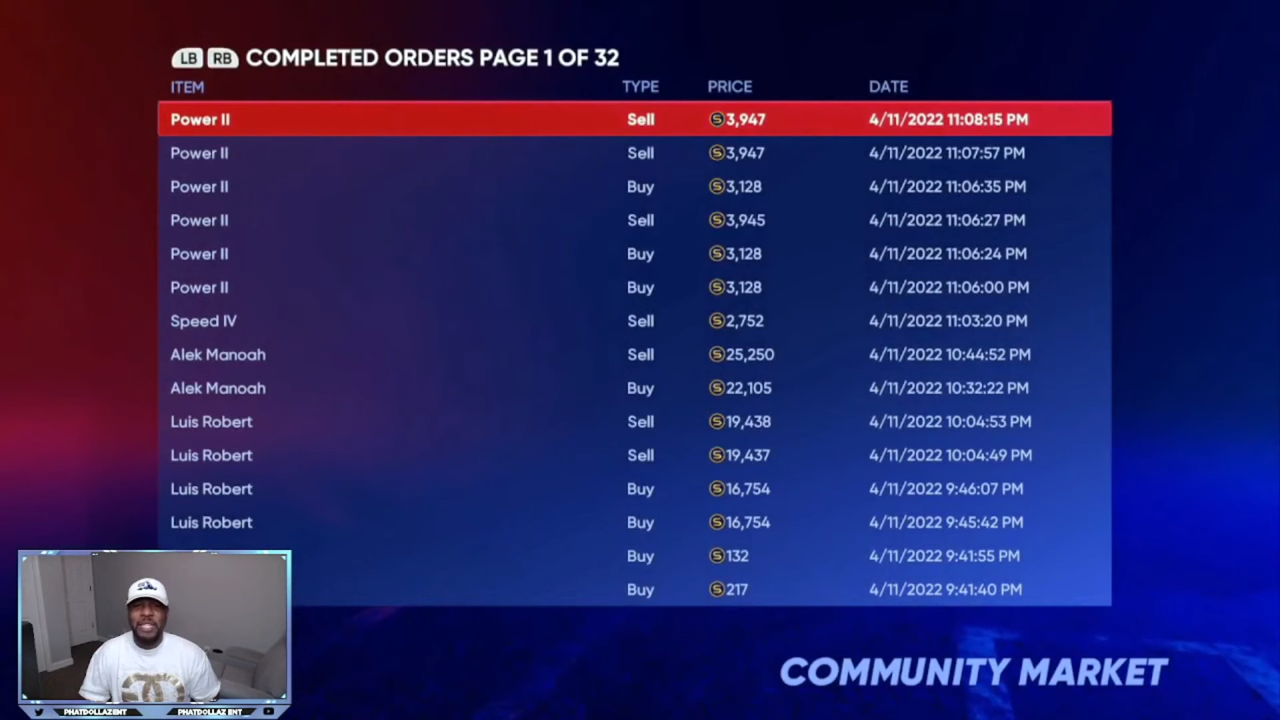 LB RB COMPLETED ORDERS PAGE 1 OF 32
ITEM TYPE PRICE DATE
Power II Sell S 3,947 4/11/2022 11:08:15 PM
Power II Sell S 3,947 4/11/2022 11:07:57 PM
Power II Buy S 3,128 4/11/2022 11:06:35 PM
Power II Sell S 3,945 4/11/2022 11:06:27 PM
Power II Buy S 3,128 4/11/2022 11:06:24 PM
Power II Buy S 3,128 4/11/2022 11:06:00 PM
Speed IV Sell S 2,752 4/11/2022 11:03:20 PM
Alek Manoah Sell S 25,250 4/11/2022 10:44:52 PM
Alek Manoah Buy S 22,105 4/11/2022 10:32:22 PM
Luis Robert Sell S 19,438 4/11/2022 10:04:53 PM
Luis Robert Sell S 19,437 4/11/2022 10:04:49 PM
Luis Robert Buy S 16,754 4/11/2022 9:46:07 PM
Luis Robert Buy S 16,754 4/11/2022 9:45:42 PM
Buy S 132 4/11/2022 9:41:55 PM
Buy S 217 4/11/2022 9:41:40 PM
COMMUNITY MARKET
PHATDOLLAZENT PHATDOLLAZ ENT